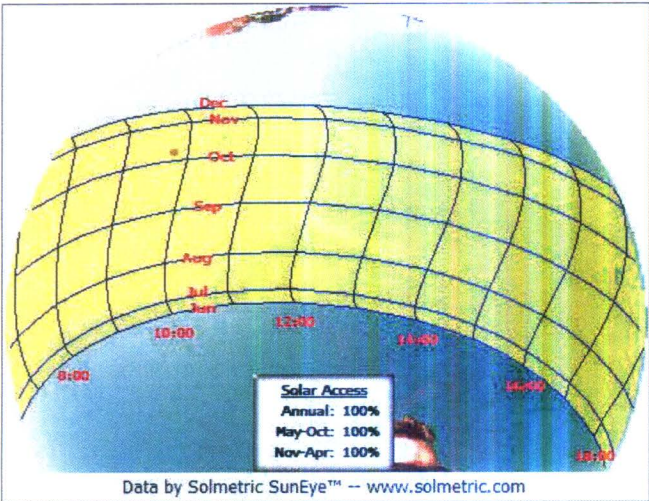 Dec
Nov
Oct
Sep
Aug
Jul
Jun
8:00
10:00
12:00
14:00
16:00
18:00
Solar Access
Annual: 100%
May-Oct: 100%
Nov-Apr: 100%
Data by Solmetric SunEye™ -- www.solmetric.com